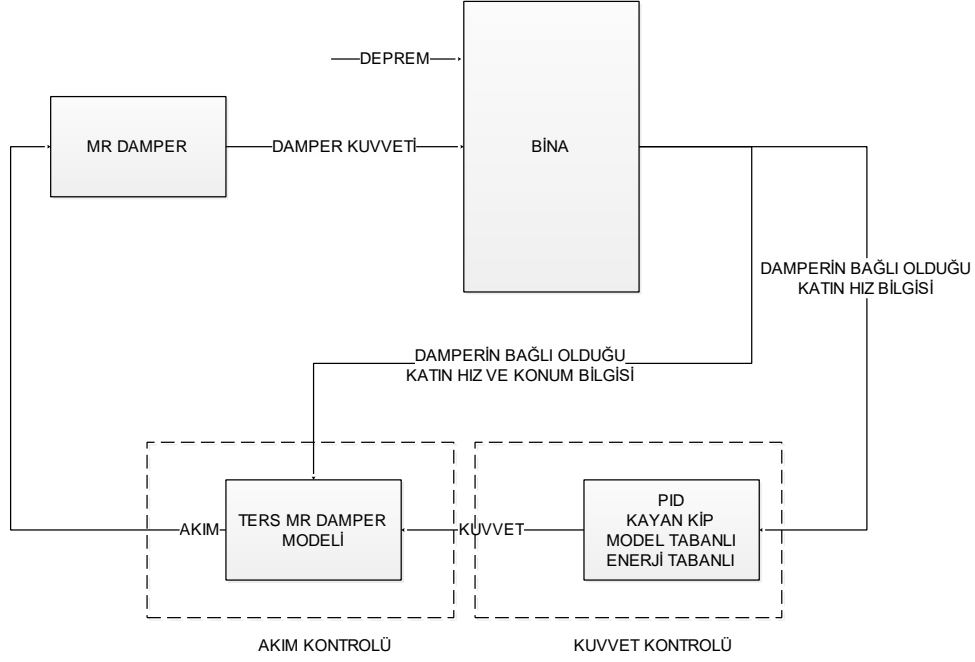 DEPREM
MR DAMPER
DAMPER KUVVETİ
BİNA
DAMPERİN BAĞLI OLDUĞU
KATIN HIZ BİLGİSİ
DAMPERİN BAĞLI OLDUĞU
KATIN HIZ VE KONUM BİLGİSİ
AKIM
TERS MR DAMPER
MODELİ
KUVVET
PID
KAYAN KİP
MODEL TABANLI
ENERJİ TABANLI
AKIM KONTROLÜ
KUVVET KONTROLÜ